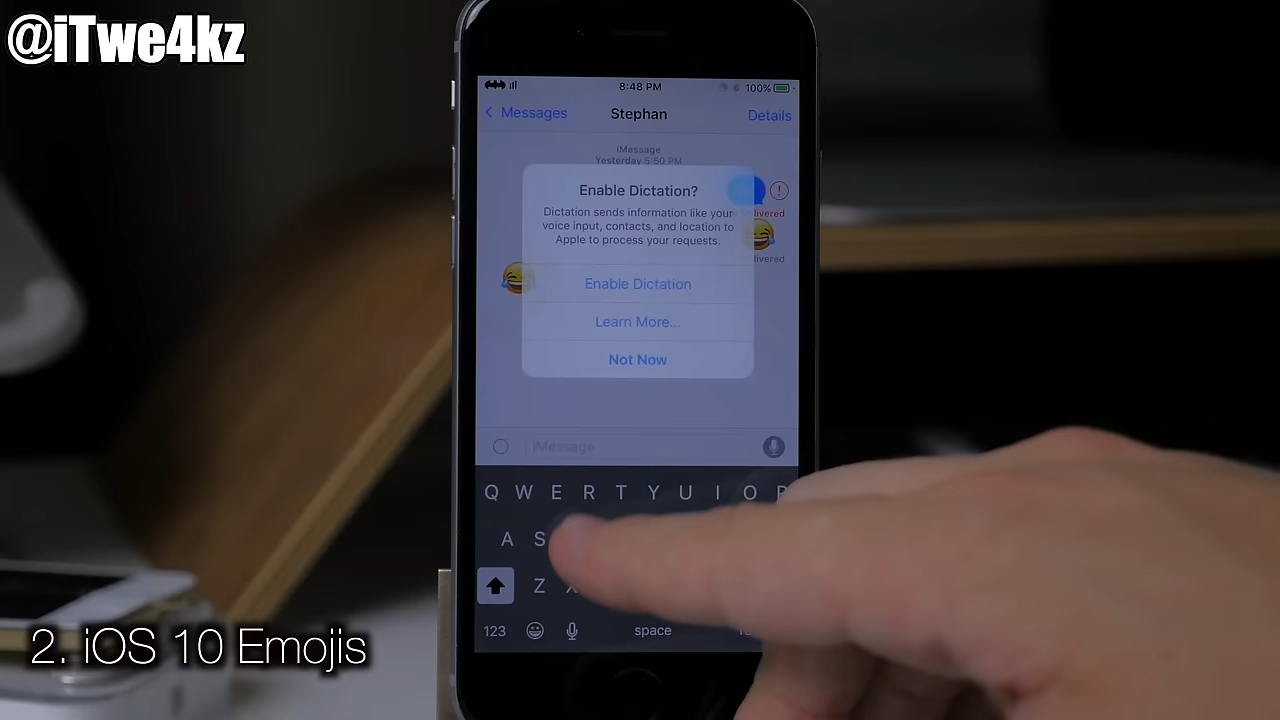 @iTwe4kz
8:48 PM
100%
Messages
Stephan
Details
iMessage
Yesterday 5:50 PM
Enable Dictation?
Dictation sends information like your
voice input, contacts, and location to
Apple to process your requests.
Delivered
livered
Enable Dictation
Learn More...
Not Now
iMessage
Q W E R T Y U I O P
A S
Z X
123
space
2. iOS 10 Emojis